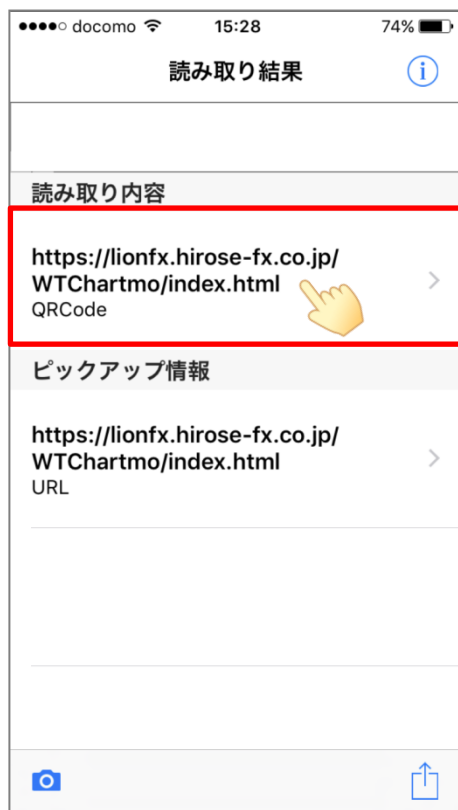 docomo 15:28 74%
読み取り結果
読み取り内容
https://lionfx.hirose-fx.co.jp/
WTChartmo/index.html
QRCode
ピックアップ情報
https://lionfx.hirose-fx.co.jp/
WTChartmo/index.html
URL